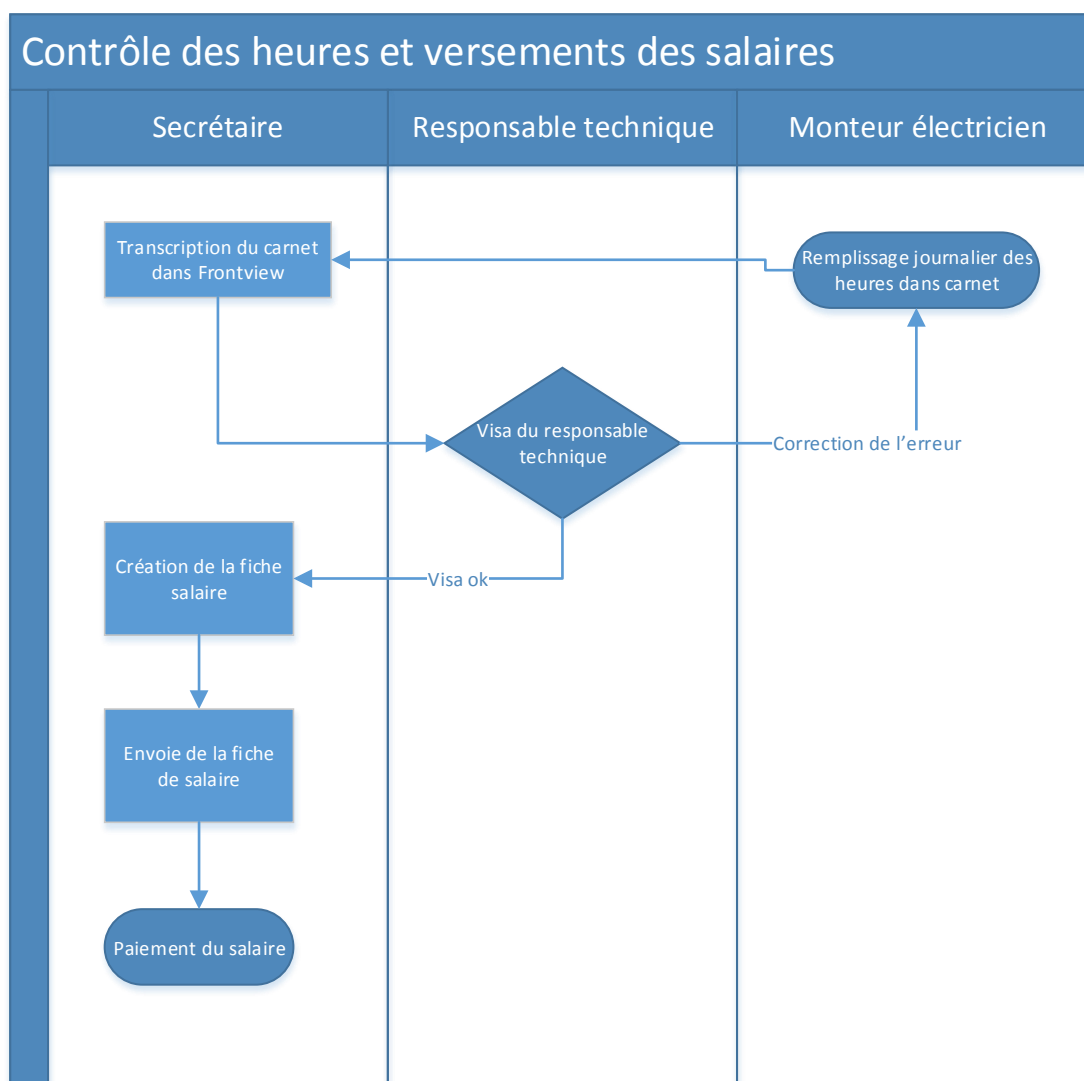 Contrôle des heures et versements des salaires
Secrétaire
Responsable technique
Monteur électricien
Transcription du carnet
dans Frontview
Remplissage journalier des
heures dans carnet
Visa du responsable
technique
Correction de l’erreur
Création de la fiche
salaire
Visa ok
Envoie de la fiche
de salaire
Paiement du salaire